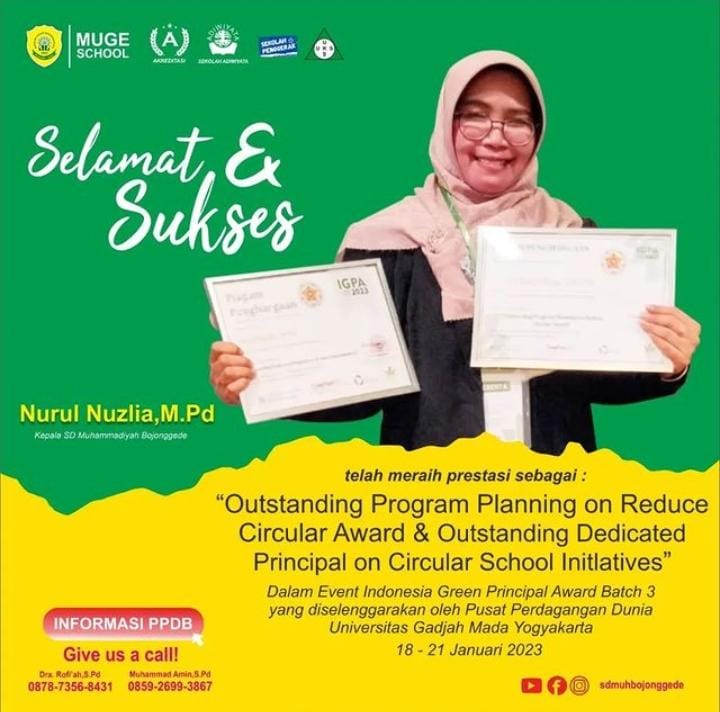 MUGE
SCHOOL
A
AKREDITASI
ADIWIYATA
SEKOLAH ADIWIYATA
SEKOLAH
PENGGERAK
UKS
Selamat &
Sukses
Piagam
Penghargaan
IGPA
2023
IGPA
Nurul Nuzlia,M.Pd
Kepala SD Muhammadiyah Bojonggede
telah meraih prestasi sebagai :
“Outstanding Program Planning on Reduce
Circular Award & Outstanding Dedicated
Principal on Circular School Initlatives”
Dalam Event Indonesia Green Principal Award Batch 3
yang diselenggarakan oleh Pusat Perdagangan Dunia
Universitas Gadjah Mada Yogyakarta
18 - 21 Januari 2023
INFORMASI PPDB
Give us a call!
Dra. Rofi'ah,S.Pd Muhammad Amin,S.Pd
0878-7356-8431 0859-2699-3867
sdmuhbojonggede